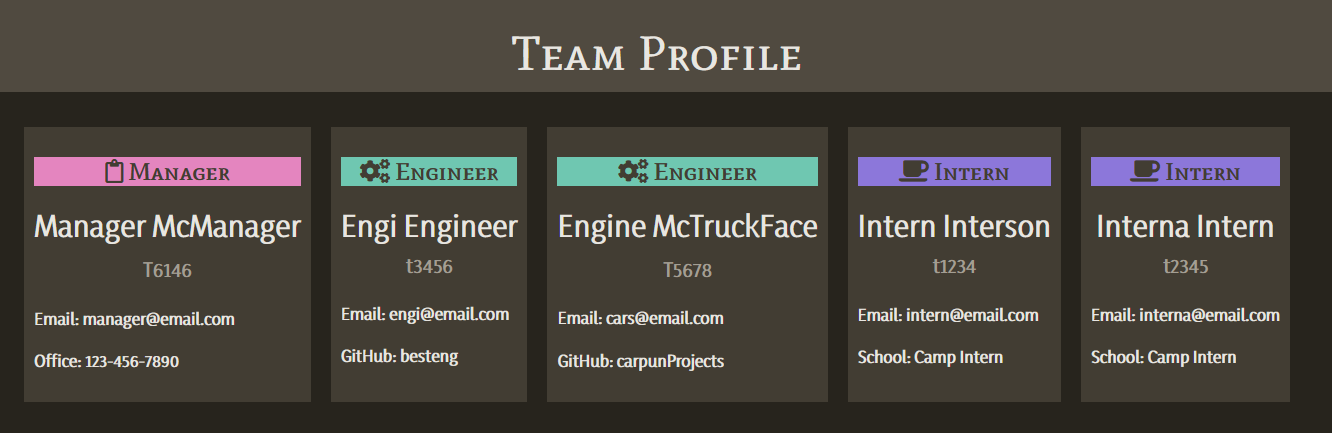 Team Profile
Manager
Manager McManager
T6146
Email: manager@email.com
Office: 123-456-7890
Engineer
Engi Engineer
t3456
Email: engi@email.com
GitHub: besteng
Engineer
Engine McTruckFace
T5678
Email: cars@email.com
GitHub: carpunProjects
Intern
Intern Interson
t1234
Email: intern@email.com
School: Camp Intern
Intern
Interna Intern
t2345
Email: interna@email.com
School: Camp Intern